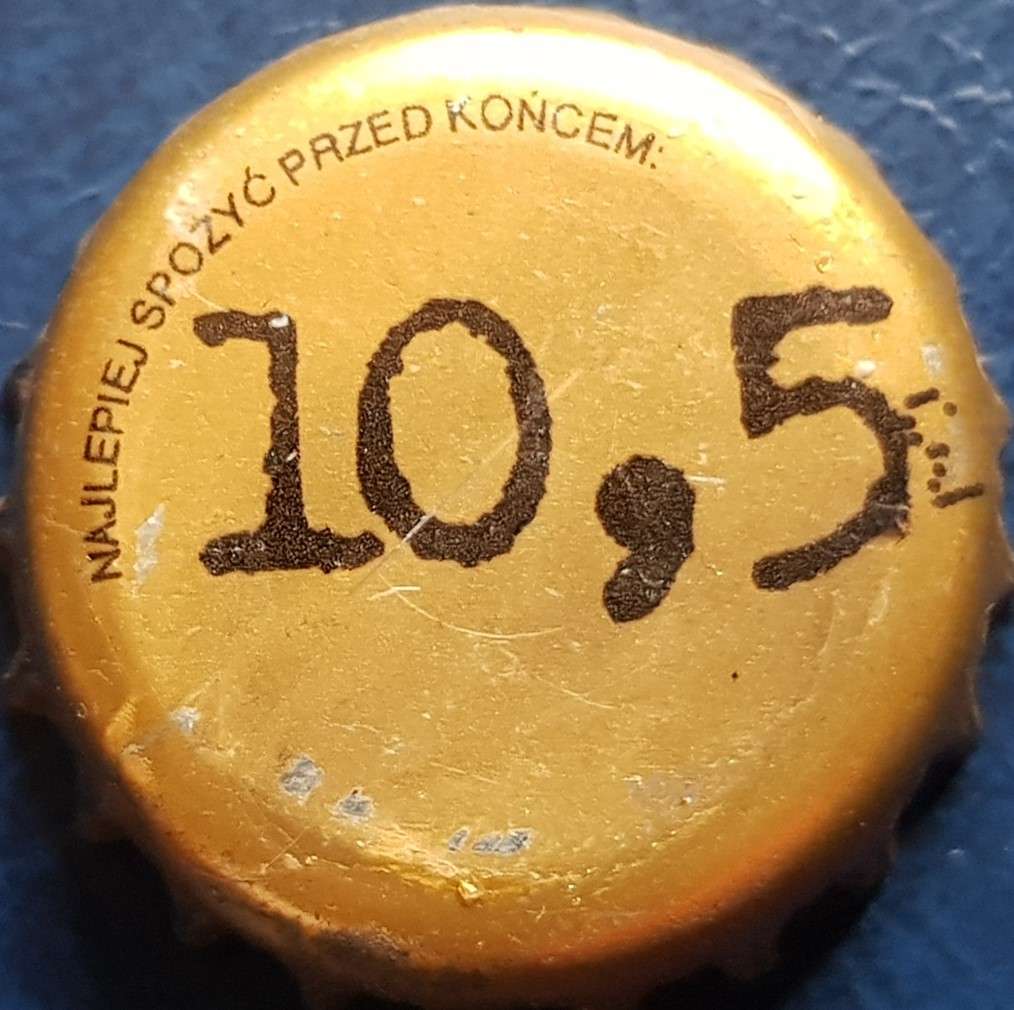 NAJLEPIEJ SPOŻYĆ PRZED KOŃCEM:
10,5